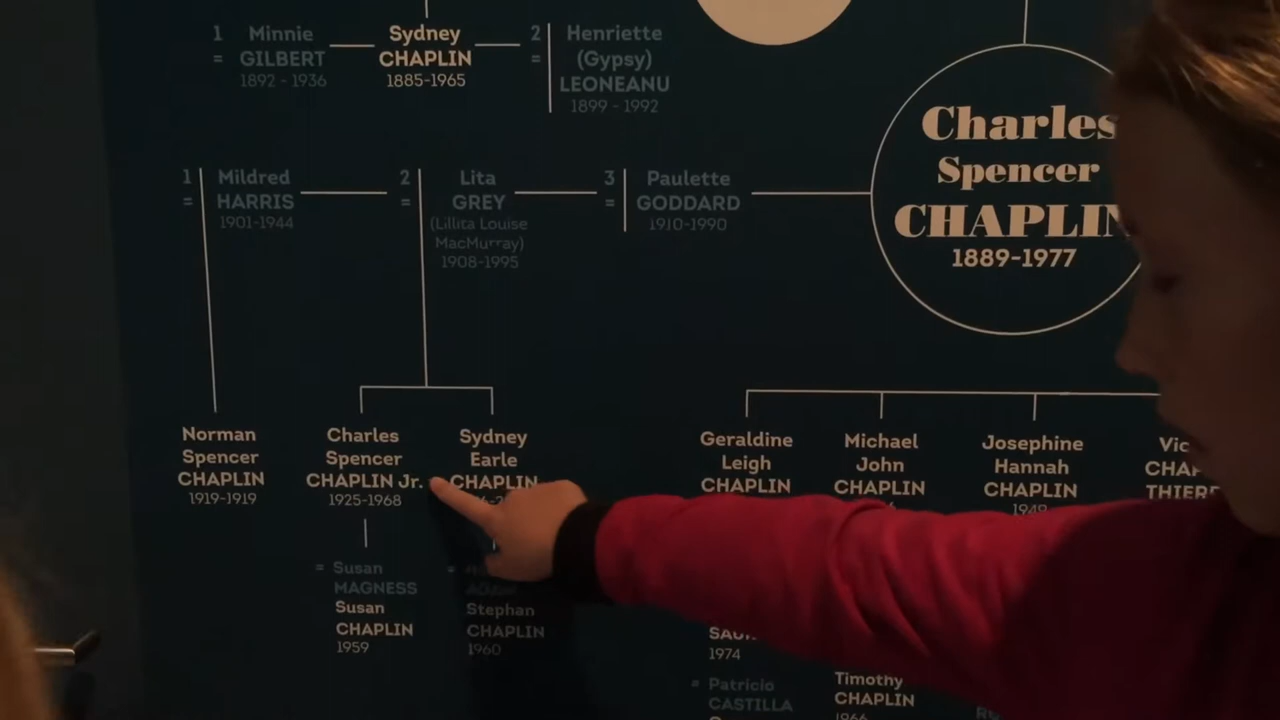 1 Minnie
= GILBERT
1892 - 1936
Sydney
CHAPLIN
1885-1965
2 Henriette
= (Gypsy)
LEONEANU
1899 - 1992
Charles
Spencer
CHAPLIN
1889-1977
1 Mildred
= HARRIS
1901-1944
2 Lita
= GREY
(Lillita Louise
MacMurray)
1908-1995
3 Paulette
= GODDARD
1910-1990
Norman
Spencer
CHAPLIN
1919-1919
Charles
Spencer
CHAPLIN Jr.
1925-1968
Sydney
Earle
CHAPLIN
Geraldine
Leigh
CHAPLIN
Michael
John
CHAPLIN
Josephine
Hannah
CHAPLIN
1949
= Susan
MAGNESS
Susan
CHAPLIN
1959
Stephan
CHAPLIN
1960
1974
= Patricio
CASTILLA
Timothy
CHAPLIN
1966